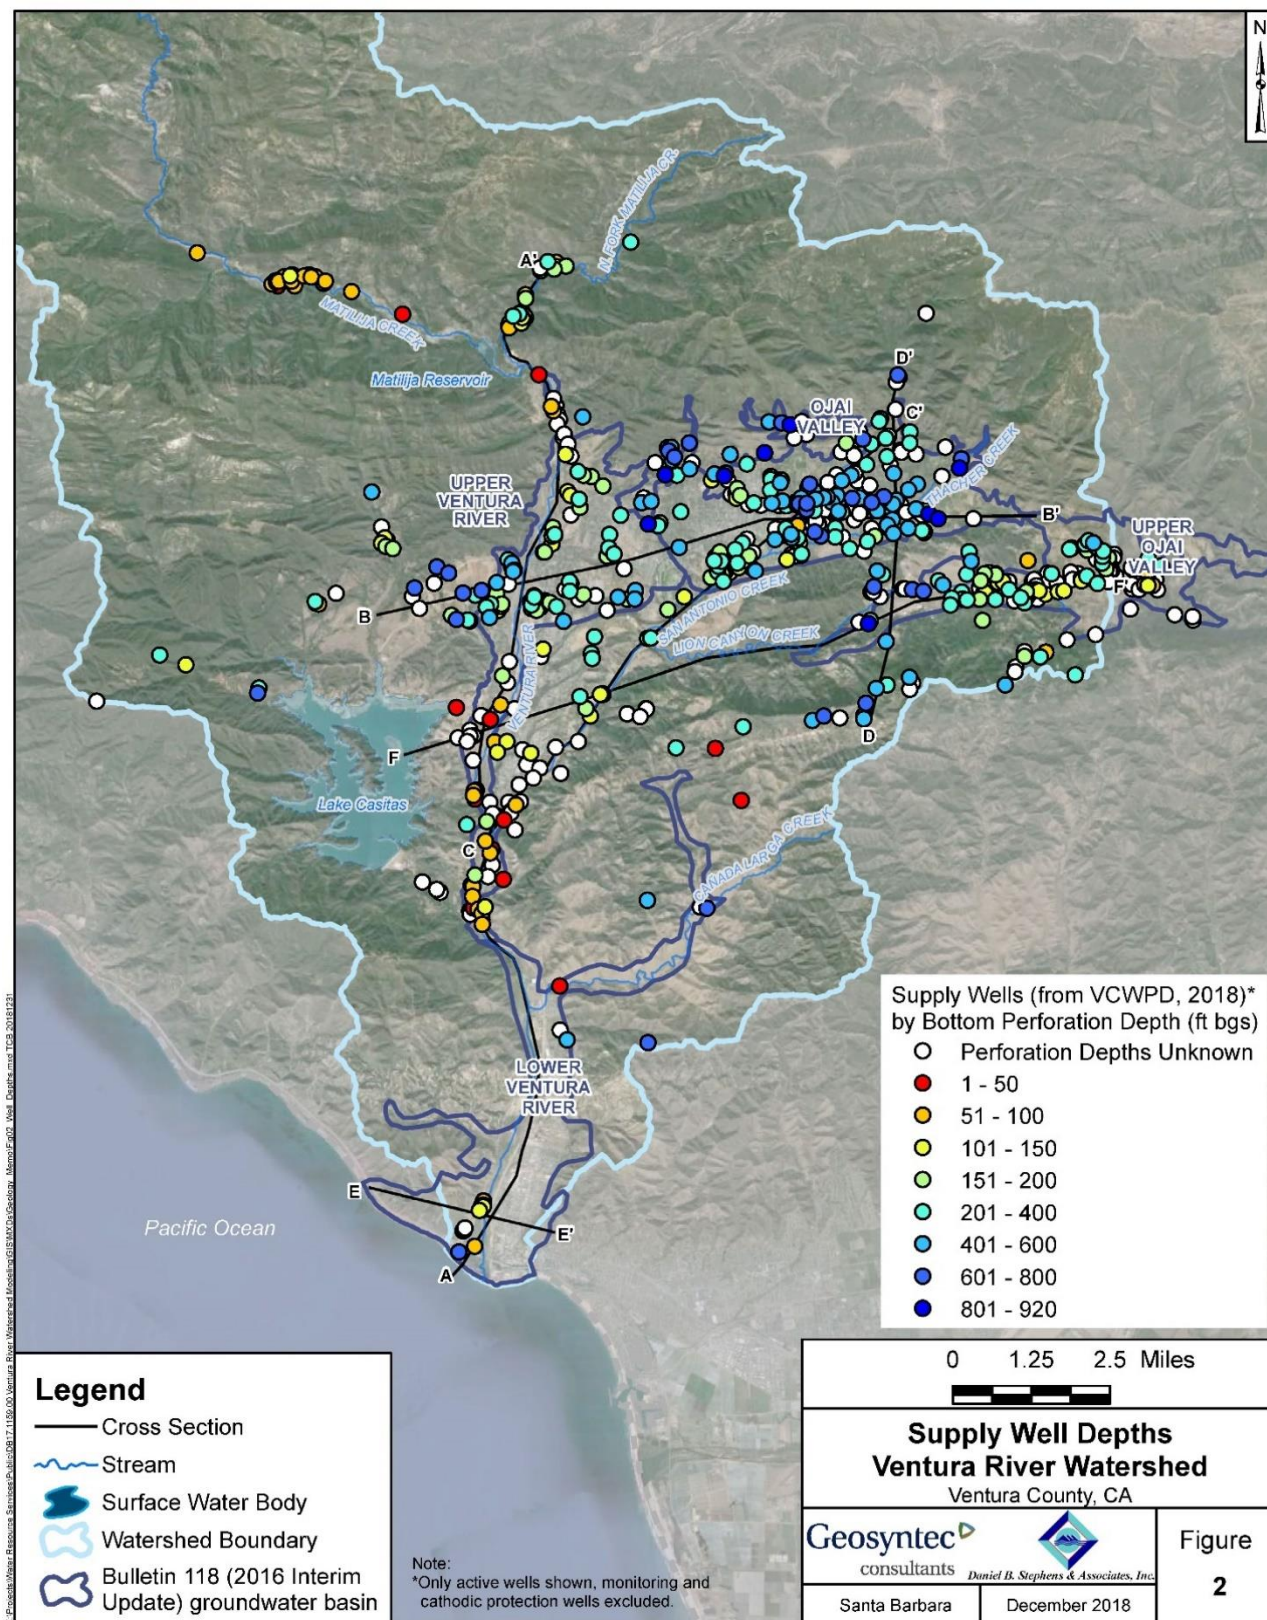 N
N. FORK MATILIJA CR.
A'
MATILIJA CREEK
Matilija Reservoir
D'
OJAI
VALLEY
C'
THACHER CREEK
UPPER
VENTURA
RIVER
B'
UPPER
OJAI
VALLEY
F'
B
SAN ANTONIO CREEK
LION CANYON CREEK
VENTURA RIVER
D
F
Lake Casitas
C
CAÑADA LARGA CREEK
LOWER
VENTURA
RIVER
E
E'
A
Pacific Ocean
Supply Wells (from VCWPD, 2018)*
by Bottom Perforation Depth (ft bgs)
Perforation Depths Unknown
1 - 50
51 - 100
101 - 150
151 - 200
201 - 400
401 - 600
601 - 800
801 - 920
Legend
Cross Section
Stream
Surface Water Body
Watershed Boundary
Bulletin 118 (2016 Interim
Update) groundwater basin
Note:
*Only active wells shown, monitoring and
cathodic protection wells excluded.
0 1.25 2.5 Miles
Supply Well Depths
Ventura River Watershed
Ventura County, CA
Geosyntec
consultants
Daniel B. Stephens & Associates, Inc.
Santa Barbara
December 2018
Figure
2